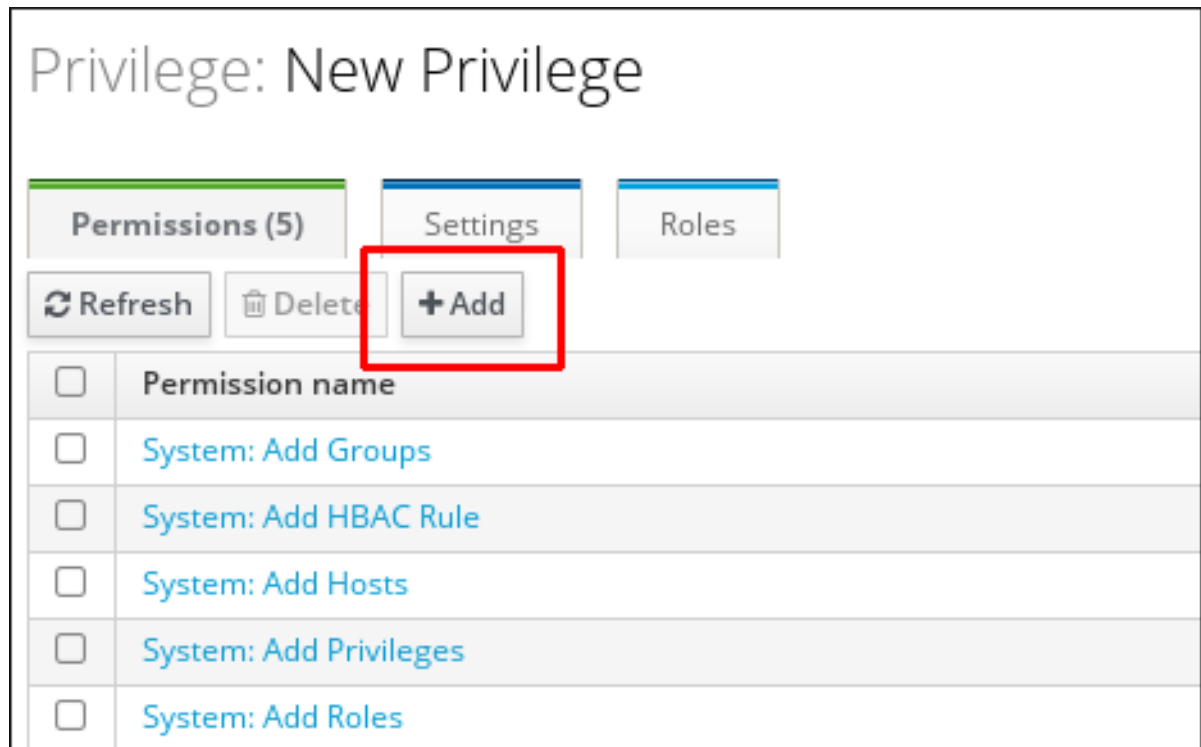 Privilege: New Privilege
Permissions (5) Settings Roles
Refresh Delete Add
Permission name
System: Add Groups
System: Add HBAC Rule
System: Add Hosts
System: Add Privileges
System: Add Roles